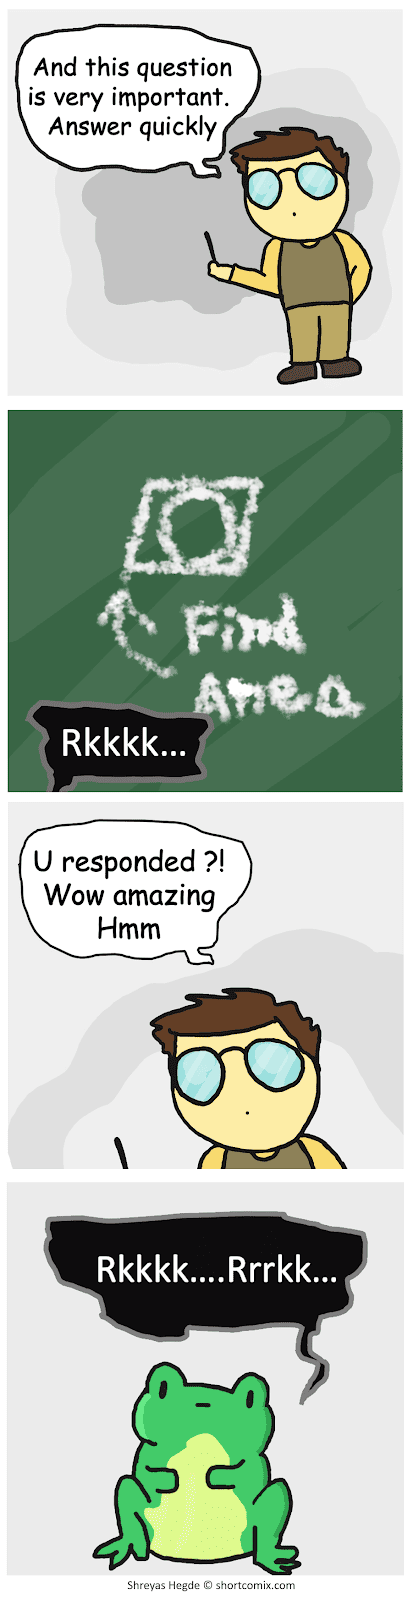 And this question
is very important.
Answer quickly
Find
Area
Rkkkk...
U responded ?!
Wow amazing
Hmm
Rkkkk....Rrrkk...
Shreyas Hegde © shortcomix.com